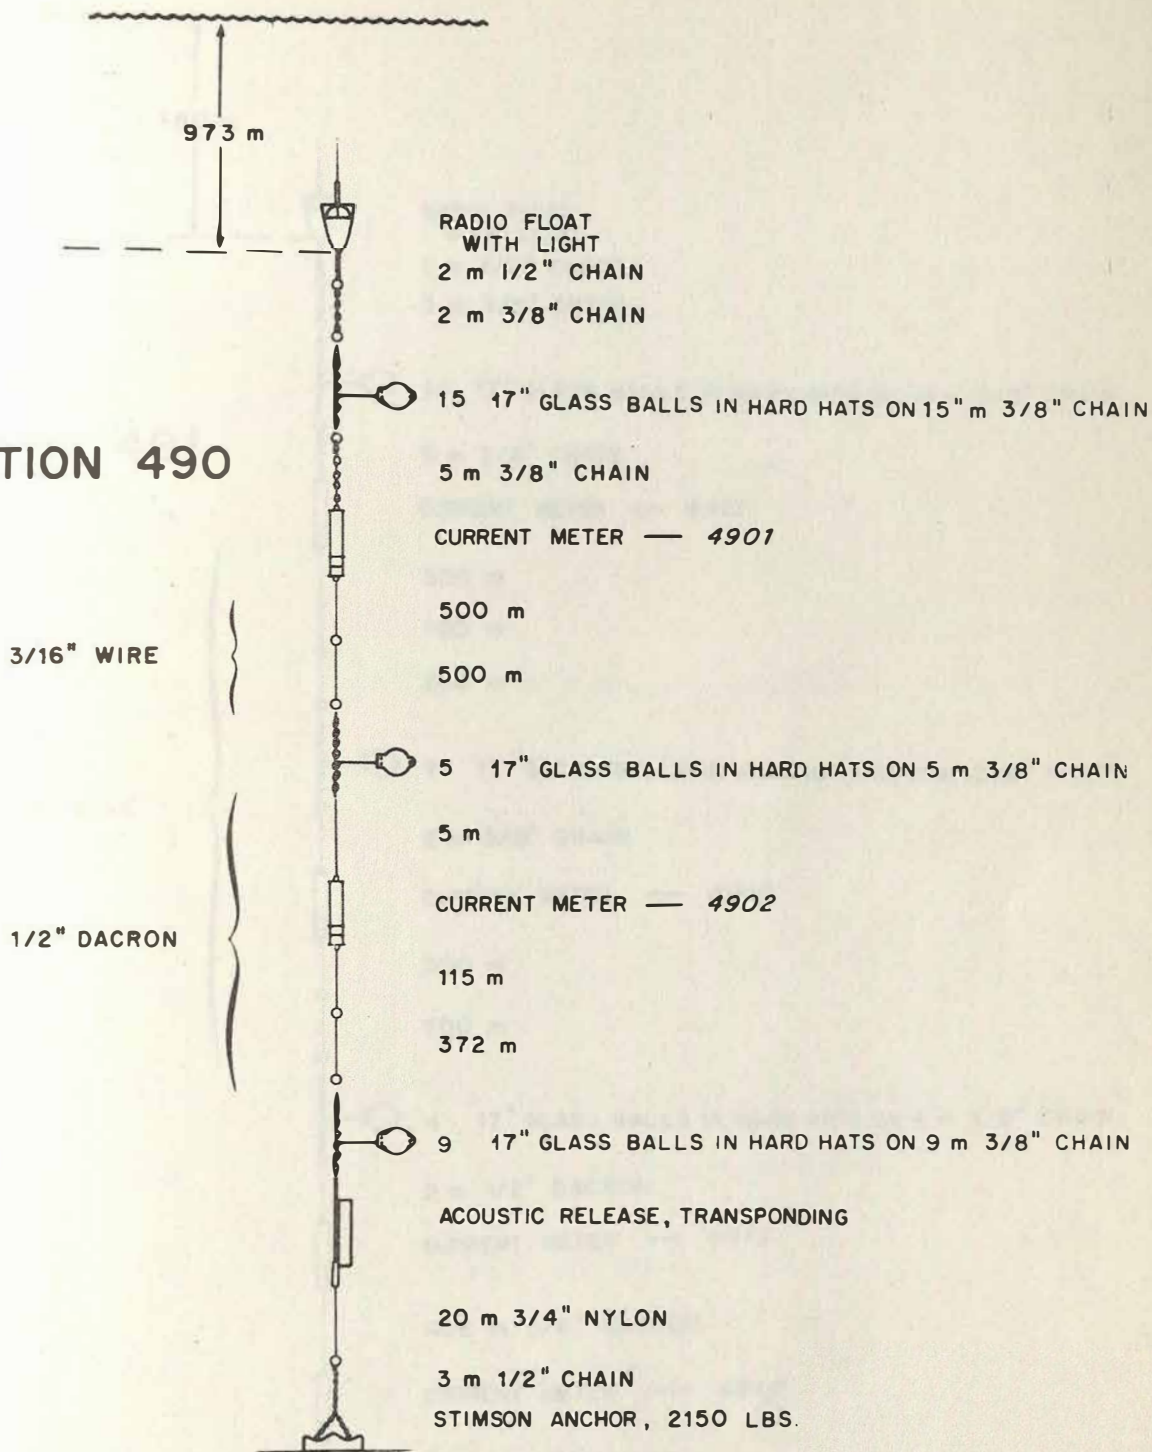 973 m
RADIO FLOAT
WITH LIGHT
2 m 1/2" CHAIN
2 m 3/8" CHAIN
15 17" GLASS BALLS IN HARD HATS ON 15" m 3/8" CHAIN
TION 490
5 m 3/8" CHAIN
CURRENT METER — 4901
500 m
3/16" WIRE
500 m
5 17" GLASS BALLS IN HARD HATS ON 5 m 3/8" CHAIN
5 m
CURRENT METER — 4902
1/2" DACRON
115 m
372 m
9 17" GLASS BALLS IN HARD HATS ON 9 m 3/8" CHAIN
ACOUSTIC RELEASE, TRANSPONDING
20 m 3/4" NYLON
3 m 1/2" CHAIN
STIMSON ANCHOR, 2150 LBS.